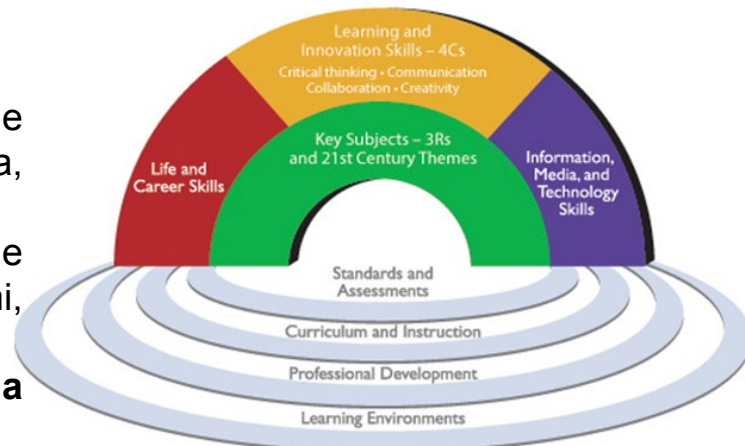 Learning and
Innovation Skills – 4Cs
Critical thinking • Communication
Collaboration • Creativity
Key Subjects – 3Rs
and 21st Century Themes
Life and
Career Skills
Information,
Media, and
Technology
Skills
Standards and
Assessments
Curriculum and Instruction
Professional Development
Learning Environments